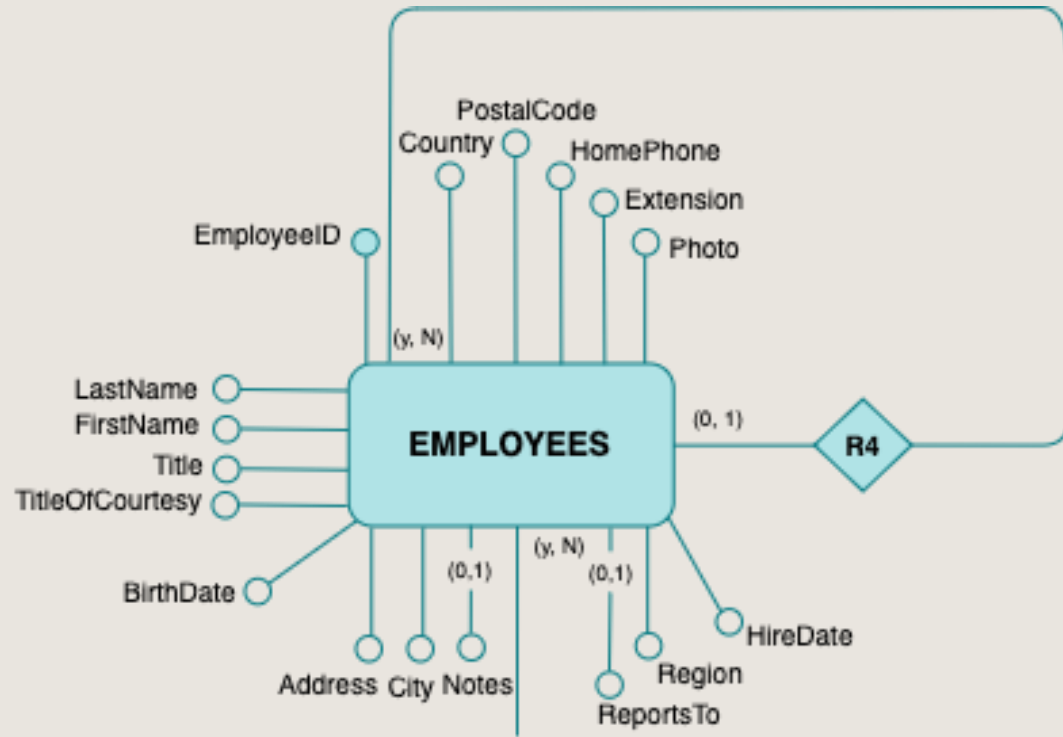 PostalCode
Country
HomePhone
Extension
EmployeeID
Photo
(y, N)
LastName
FirstName
Title
TitleOfCourtesy
EMPLOYEES
(0, 1)
R4
(y, N)
(0,1)
(0,1)
BirthDate
HireDate
Address
City
Notes
Region
ReportsTo